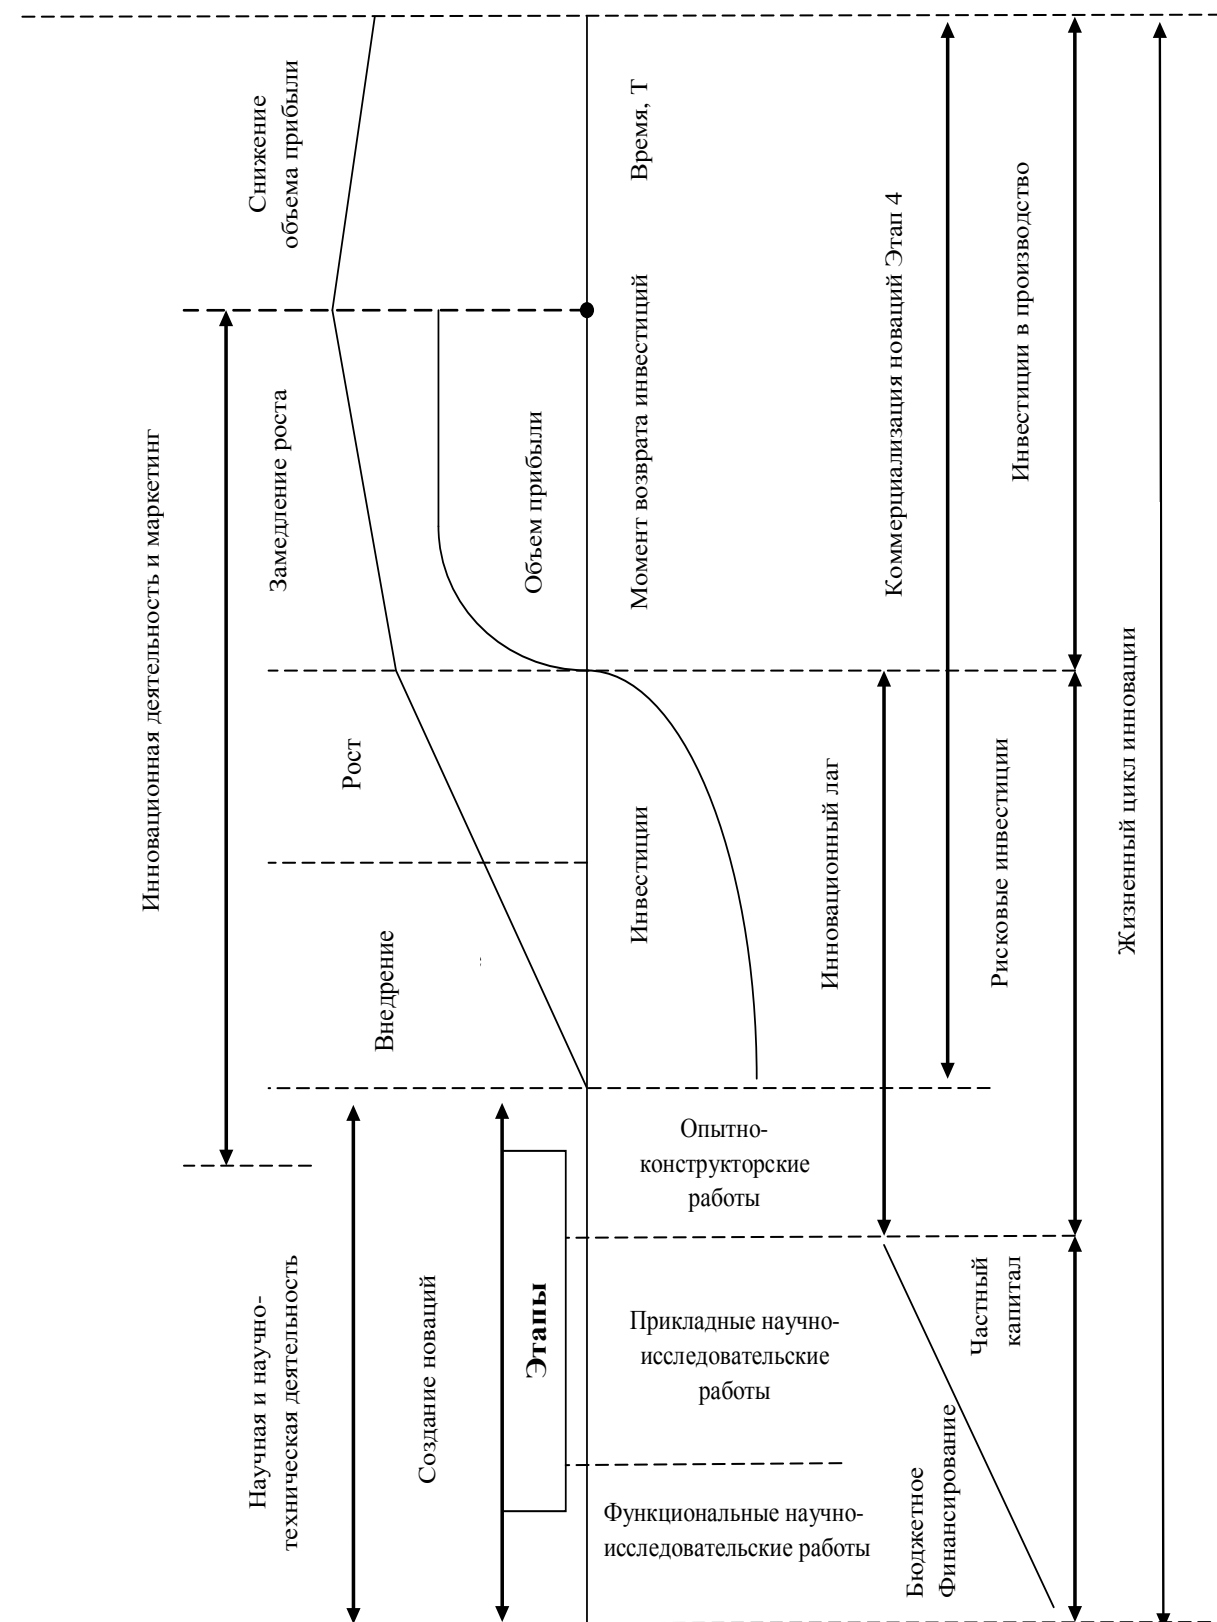 Инновационная деятельность и маркетинг
Снижение
объема прибыли
Замедление роста
Рост
Внедрение
Научная и научно-
техническая деятельность
Создание новаций
Этапы
Объем прибыли
Время, Т
Момент возврата инвестиций
Инвестиции
Опытно-
конструкторские
работы
Прикладные научно-
исследовательские
работы
Функциональные научно-
исследовательские работы
Инновационный лаг
Коммерциализация новаций Этап 4
Бюджетное
Финансирование
Частный
капитал
Рисковые инвестиции
Инвестиции в производство
Жизненный цикл инновации